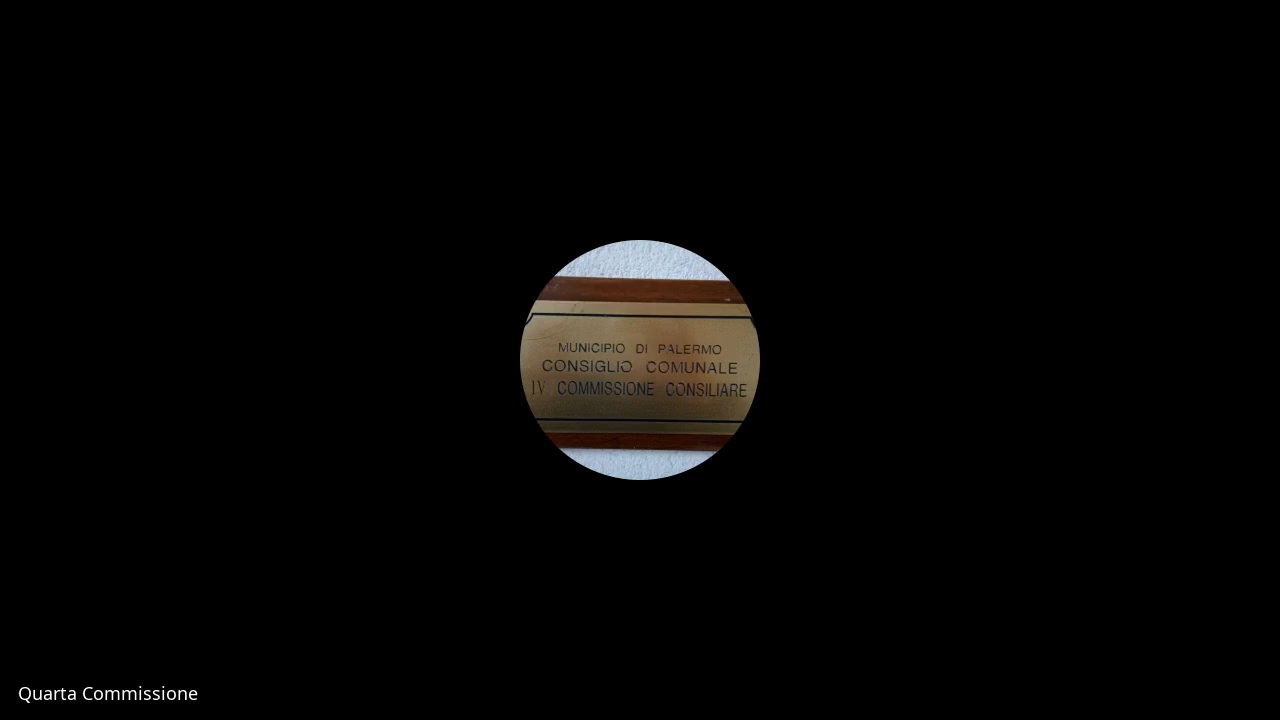 MUNICIPIO DI PALERMO
CONSIGLIO COMUNALE
IV COMMISSIONE CONSILIARE
Quarta Commissione